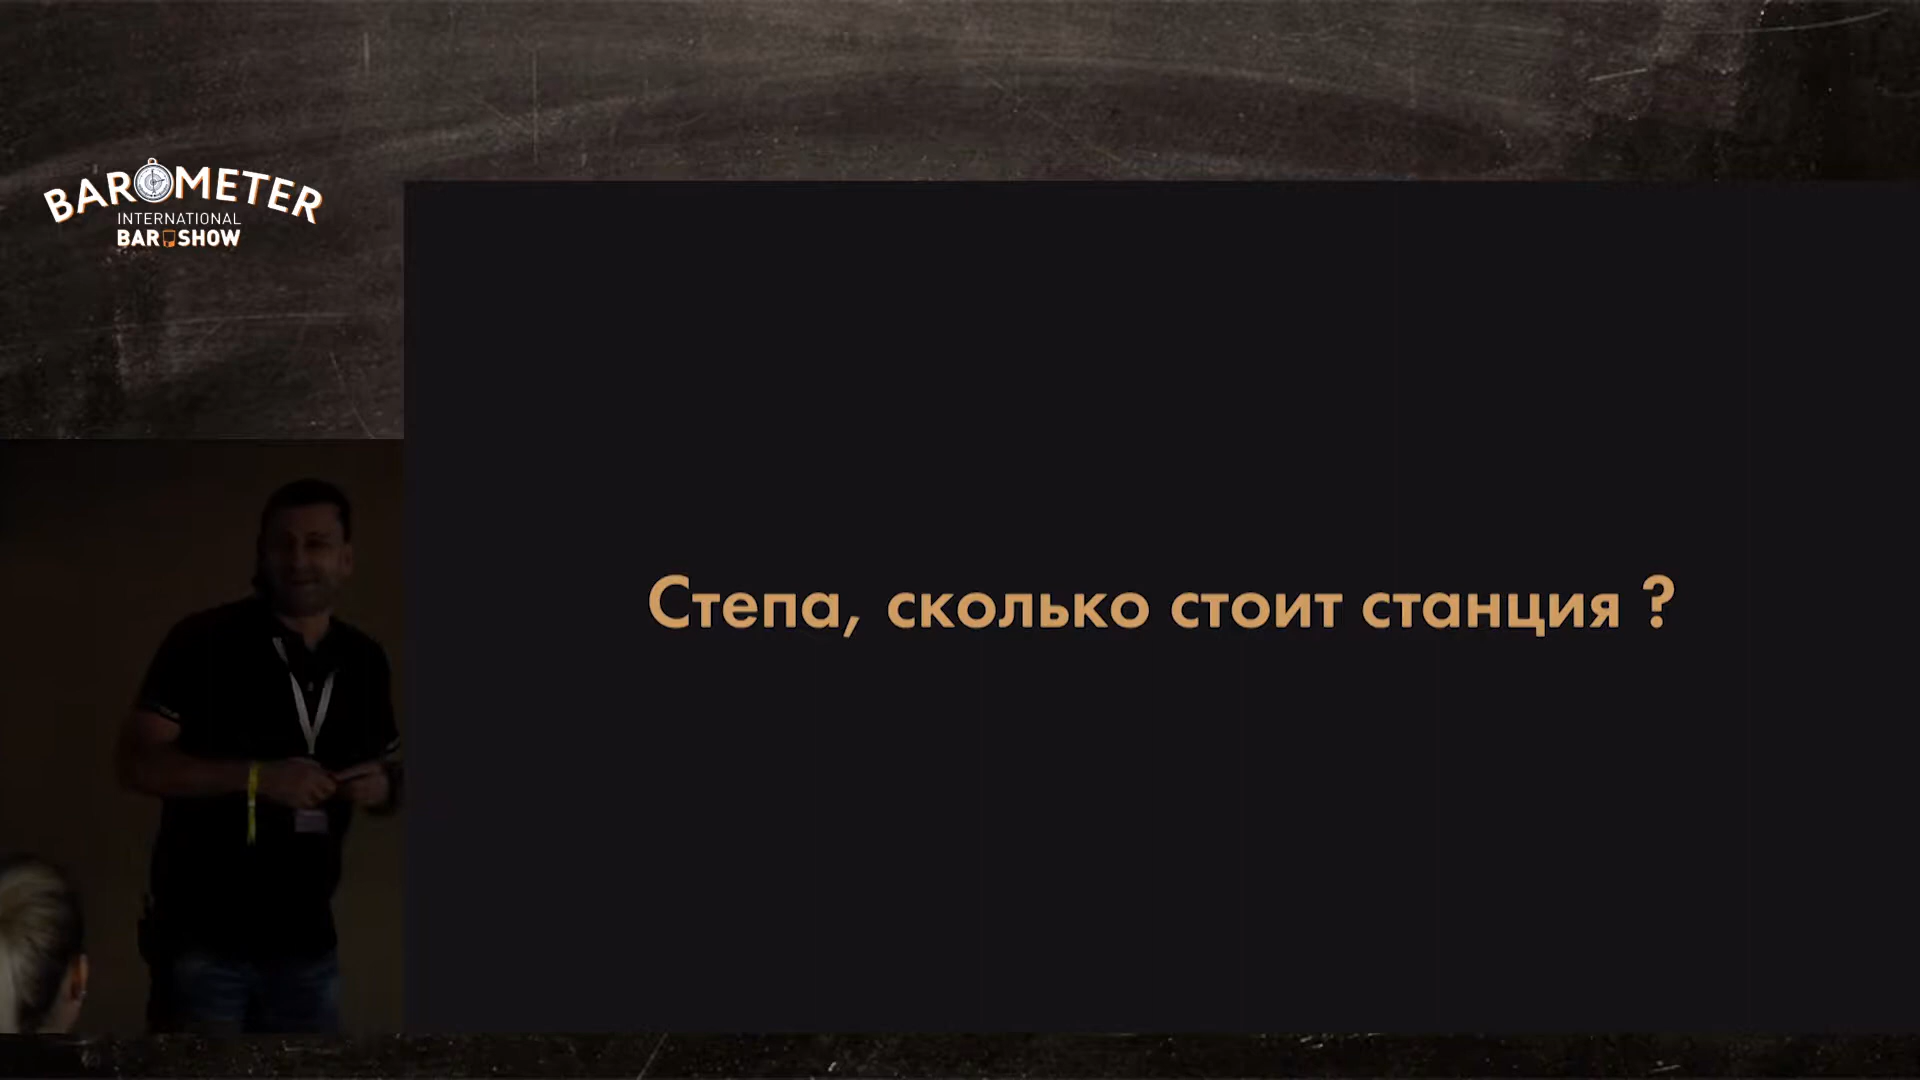 BAROMETER
INTERNATIONAL
BAR SHOW
Степа, сколько стоит станция ?